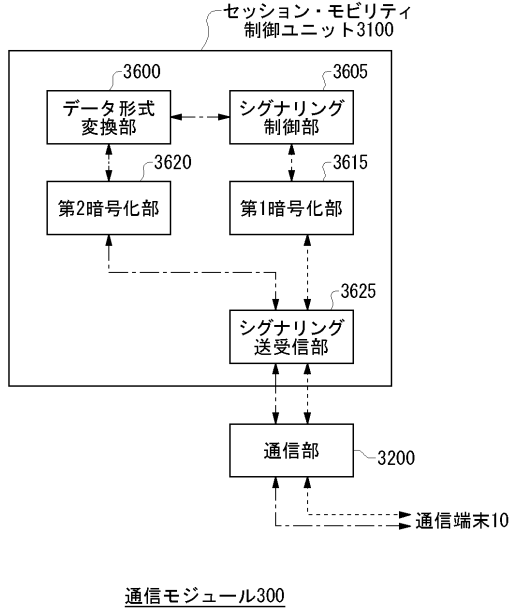 セッション・モビリティ
制御ユニット3100
3600
3605
データ形式
変換部
シグナリング
制御部
3620
3615
第2暗号化部
第1暗号化部
3625
シグナリング
送受信部
通信部
3200
通信端末10
通信モジュール300